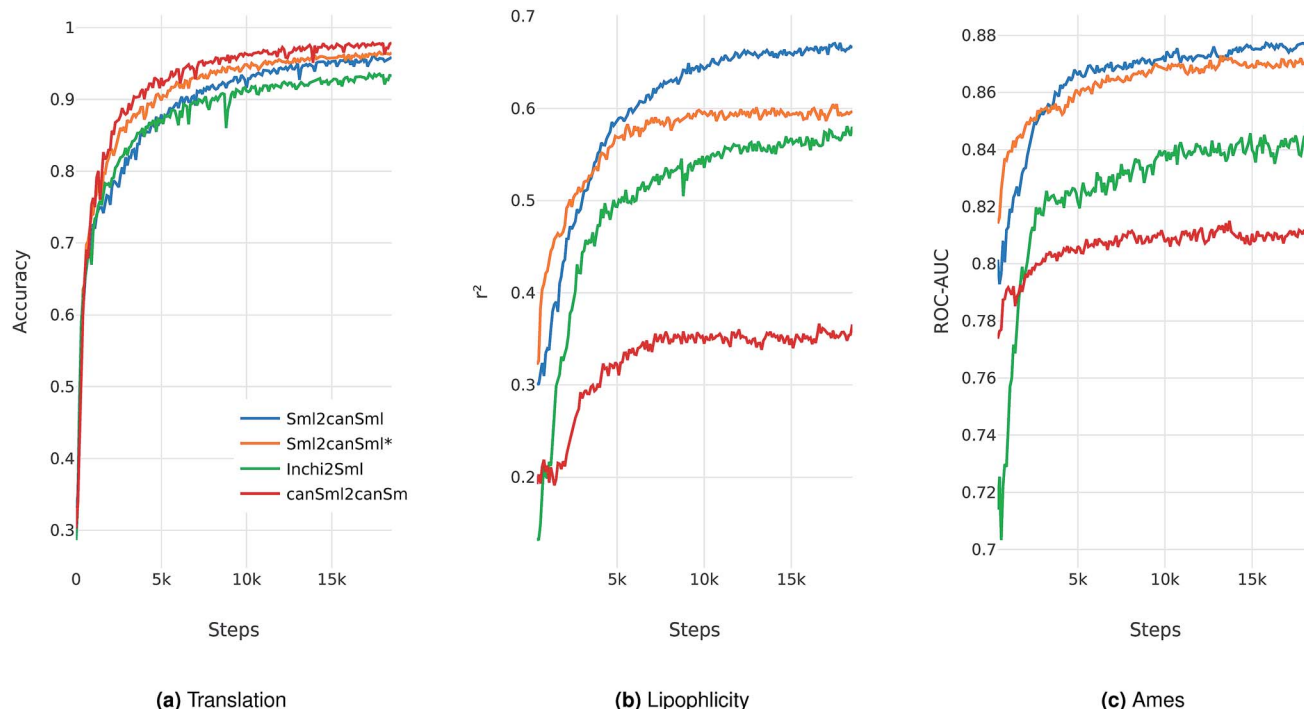 1
0.9
0.8
0.7
0.6
0.5
0.4
0.3
Accuracy
0
5k
10k
15k
Steps
Sml2canSml
Sml2canSml*
Inchi2Sml
canSml2canSm
(a) Translation
0.7
0.6
0.5
0.4
0.3
0.2
r²
5k
10k
15k
Steps
(b) Lipophlicity
0.88
0.86
0.84
0.82
0.8
0.78
0.76
0.74
0.72
0.7
ROC-AUC
5k
10k
15k
Steps
(c) Ames